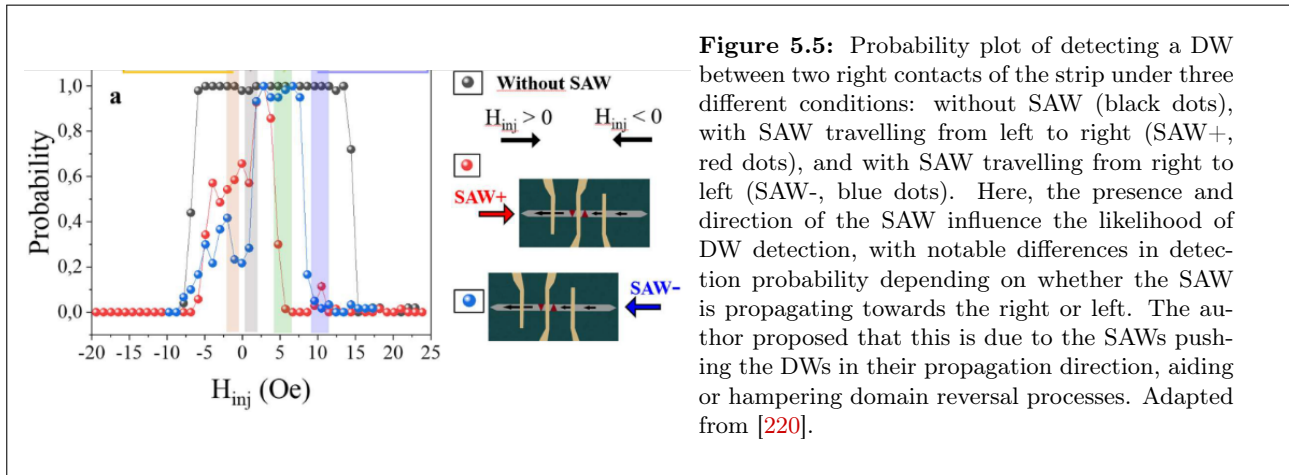 a
Probability
1,0
0,8
0,6
0,4
0,2
0,0
-20 -15 -10 -5 0 5 10 15 20 25
H_inj (Oe)
Without SAW
H_inj > 0 H_inj < 0
SAW+
SAW-
Figure 5.5: Probability plot of detecting a DW
between two right contacts of the strip under three
different conditions: without SAW (black dots),
with SAW travelling from left to right (SAW+,
red dots), and with SAW travelling from right to
left (SAW-, blue dots). Here, the presence and
direction of the SAW influence the likelihood of
DW detection, with notable differences in detec-
tion probability depending on whether the SAW
is propagating towards the right or left. The au-
thor proposed that this is due to the SAWs push-
ing the DWs in their propagation direction, aiding
or hampering domain reversal processes. Adapted
from [220].